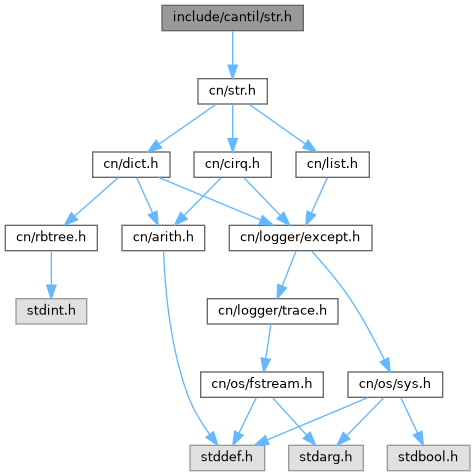 include/cantil/str.h
cn/str.h
cn/dict.h
cn/cirq.h
cn/list.h
cn/rbtree.h
cn/arith.h
cn/logger/except.h
stdint.h
cn/logger/trace.h
cn/os/fstream.h
cn/os/sys.h
stddef.h
stdarg.h
stdbool.h